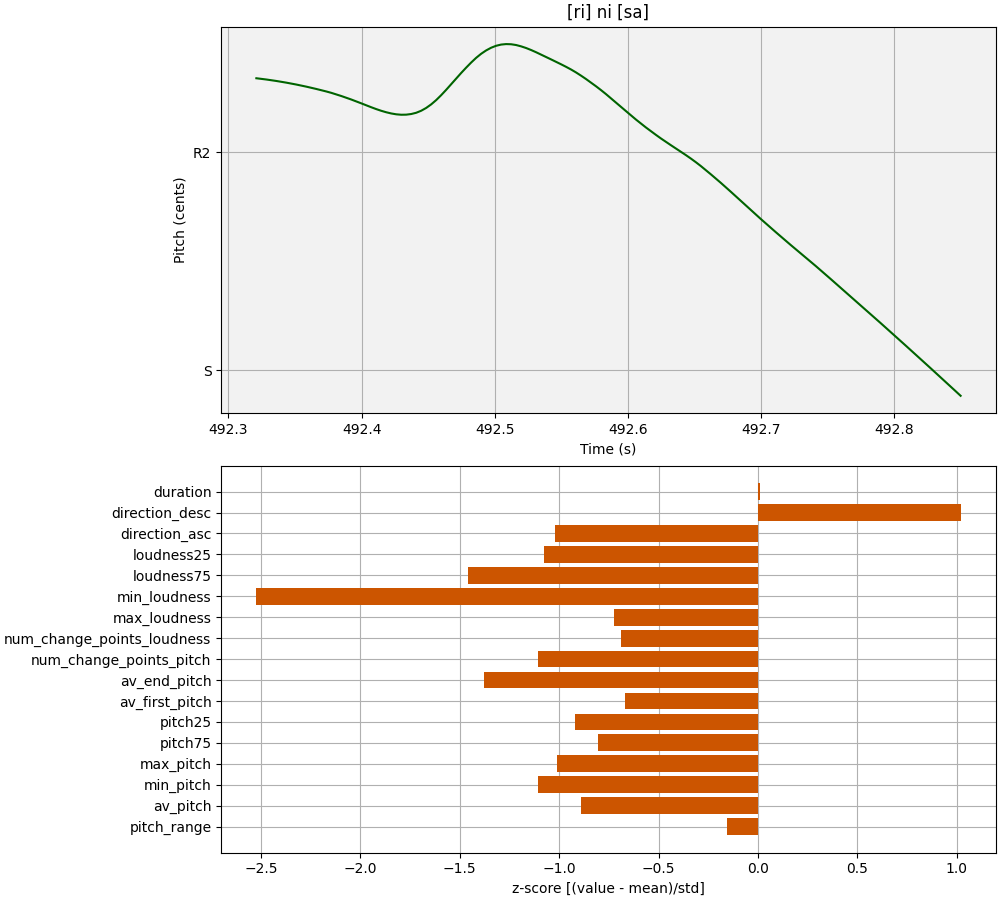 [ri] ni [sa]
Pitch (cents)
R2
S
492.3 492.4 492.5 492.6 492.7 492.8
Time (s)
duration
direction_desc
direction_asc
loudness25
loudness75
min_loudness
max_loudness
num_change_points_loudness
num_change_points_pitch
av_end_pitch
av_first_pitch
pitch25
pitch75
max_pitch
min_pitch
av_pitch
pitch_range
−2.5 −2.0 −1.5 −1.0 −0.5 0.0 0.5 1.0
z-score [(value - mean)/std]